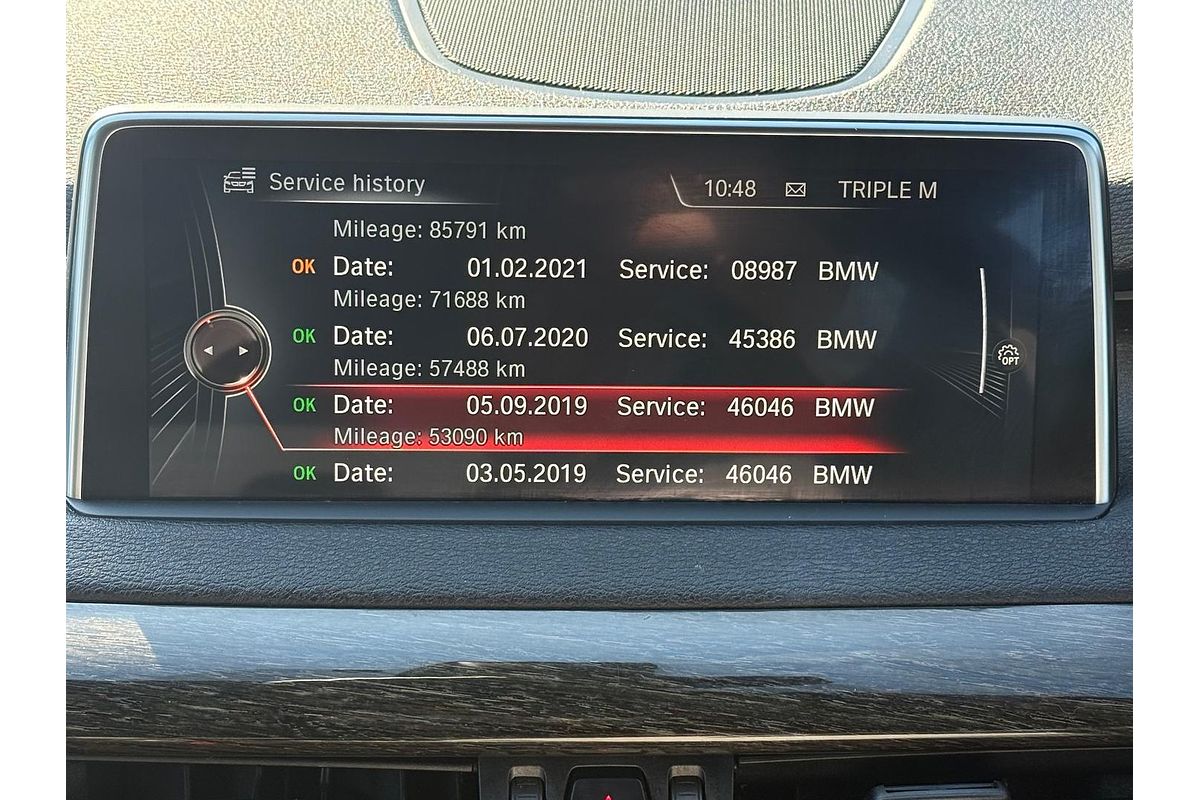 Service history
10:48 TRIPLE M
Mileage: 85791 km
OK Date: 01.02.2021 Service: 08987 BMW
Mileage: 71688 km
OK Date: 06.07.2020 Service: 45386 BMW
Mileage: 57488 km
OPT
OK Date: 05.09.2019 Service: 46046 BMW
Mileage: 53090 km
OK Date: 03.05.2019 Service: 46046 BMW